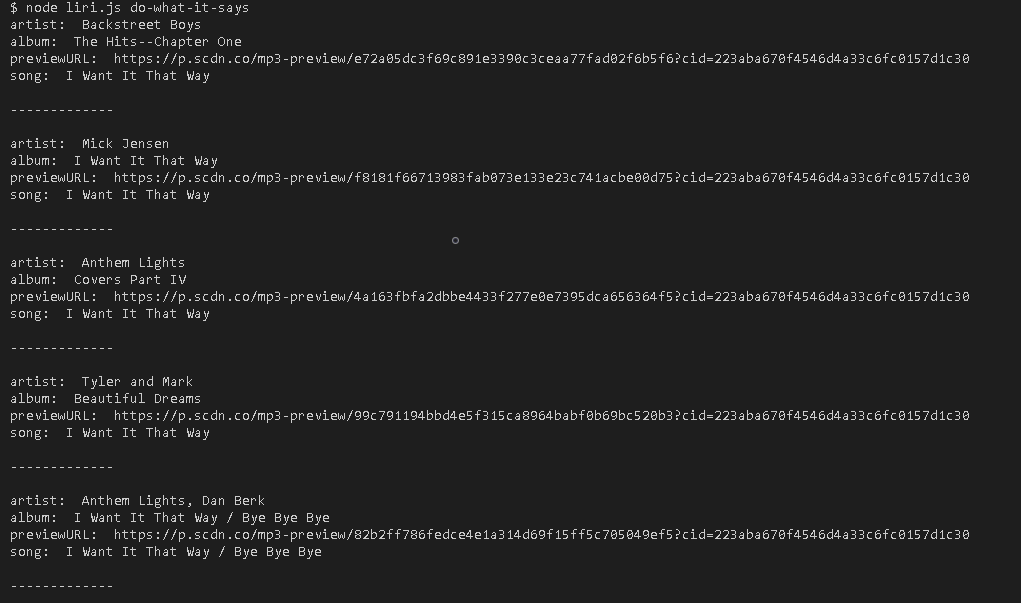 $ node liri.js do-what-it-says
artist:  Backstreet Boys
album:  The Hits--Chapter One
previewURL:  https://p.scdn.co/mp3-preview/e72a05dc3f69c891e3390c3ceaa77fad02f6b5f6?cid=223aba670f4546d4a33c6fc0157d1c30
song:  I Want It That Way
-------------
artist:  Mick Jensen
album:  I Want It That Way
previewURL:  https://p.scdn.co/mp3-preview/f8181f66713983fab073e133e23c741acbe00d75?cid=223aba670f4546d4a33c6fc0157d1c30
song:  I Want It That Way
-------------
artist:  Anthem Lights
album:  Covers Part IV
previewURL:  https://p.scdn.co/mp3-preview/4a163fbfa2dbbe4433f277e0e7395dca656364f5?cid=223aba670f4546d4a33c6fc0157d1c30
song:  I Want It That Way
-------------
artist:  Tyler and Mark
album:  Beautiful Dreams
previewURL:  https://p.scdn.co/mp3-preview/99c791194bbd4e5f315ca8964babf0b69bc520b3?cid=223aba670f4546d4a33c6fc0157d1c30
song:  I Want It That Way
-------------
artist:  Anthem Lights, Dan Berk
album:  I Want It That Way / Bye Bye Bye
previewURL:  https://p.scdn.co/mp3-preview/82b2ff786fedce4e1a314d69f15ff5c705049ef5?cid=223aba670f4546d4a33c6fc0157d1c30
song:  I Want It That Way / Bye Bye Bye
-------------